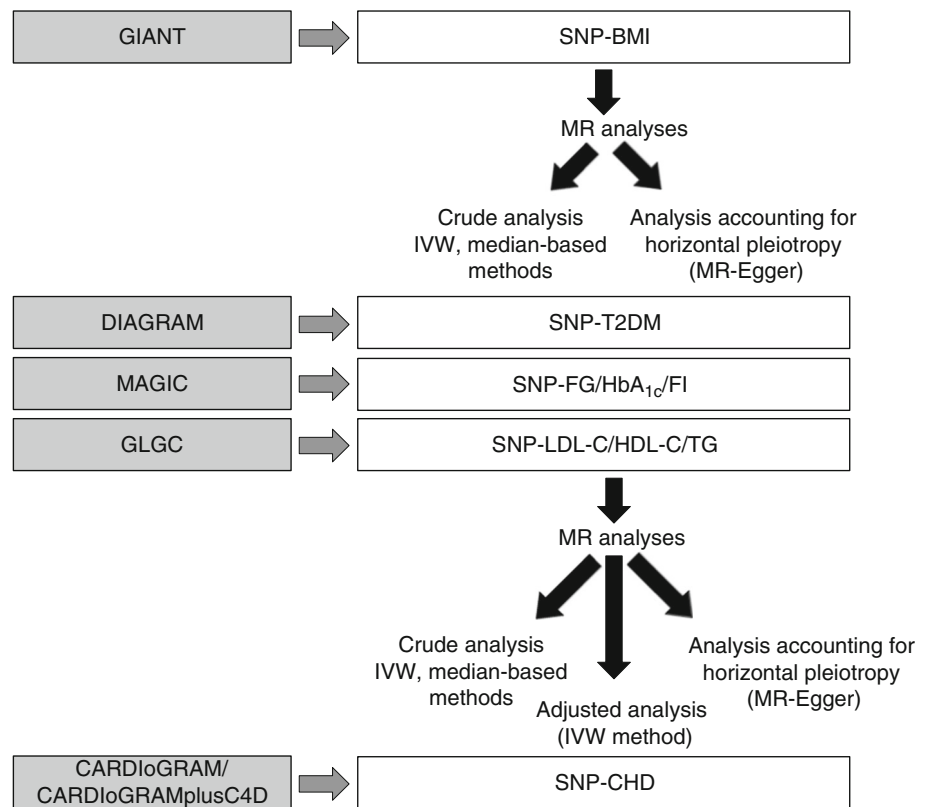 GIANT
SNP-BMI
MR analyses
Crude analysis
IVW, median-based
methods
Analysis accounting for
horizontal pleiotropy
(MR-Egger)
DIAGRAM
SNP-T2DM
MAGIC
SNP-FG/HbA1c/FI
GLGC
SNP-LDL-C/HDL-C/TG
MR analyses
Crude analysis
IVW, median-based
methods
Adjusted analysis
(IVW method)
Analysis accounting for
horizontal pleiotropy
(MR-Egger)
CARDIoGRAM/
CARDIoGRAMplusC4D
SNP-CHD